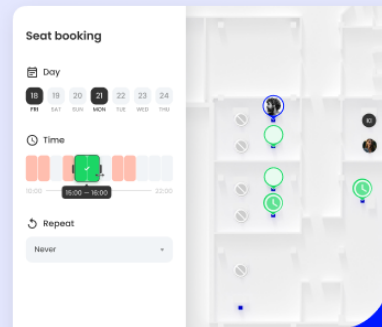 Seat booking
Day
18 19 20 21 22 23 24
FRI SAT SUN MON TUE WED THU
Time
10:00 22:00
15:00 — 16:00
Repeat
Never